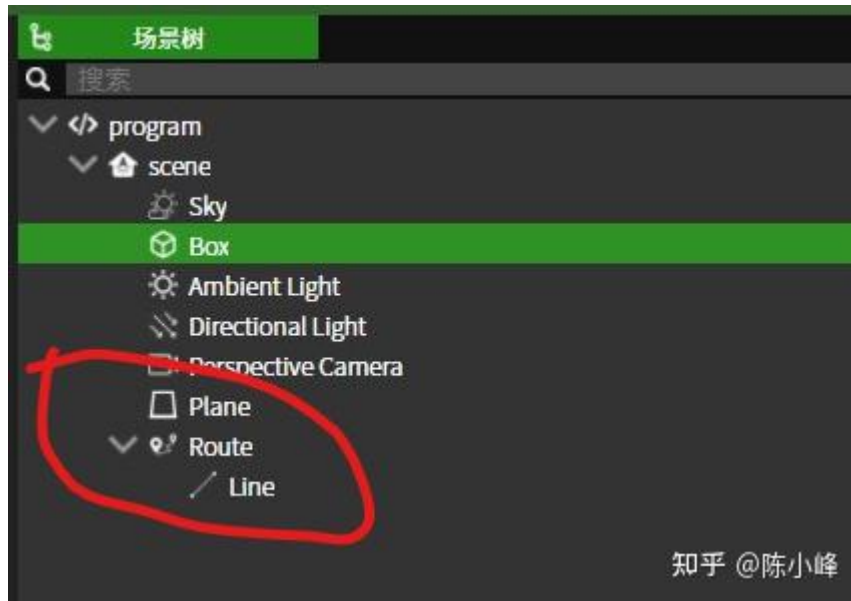 场景树
搜索
program
scene
Sky
Box
Ambient Light
Directional Light
Perspective Camera
Plane
Route
Line
知乎 @陈小峰